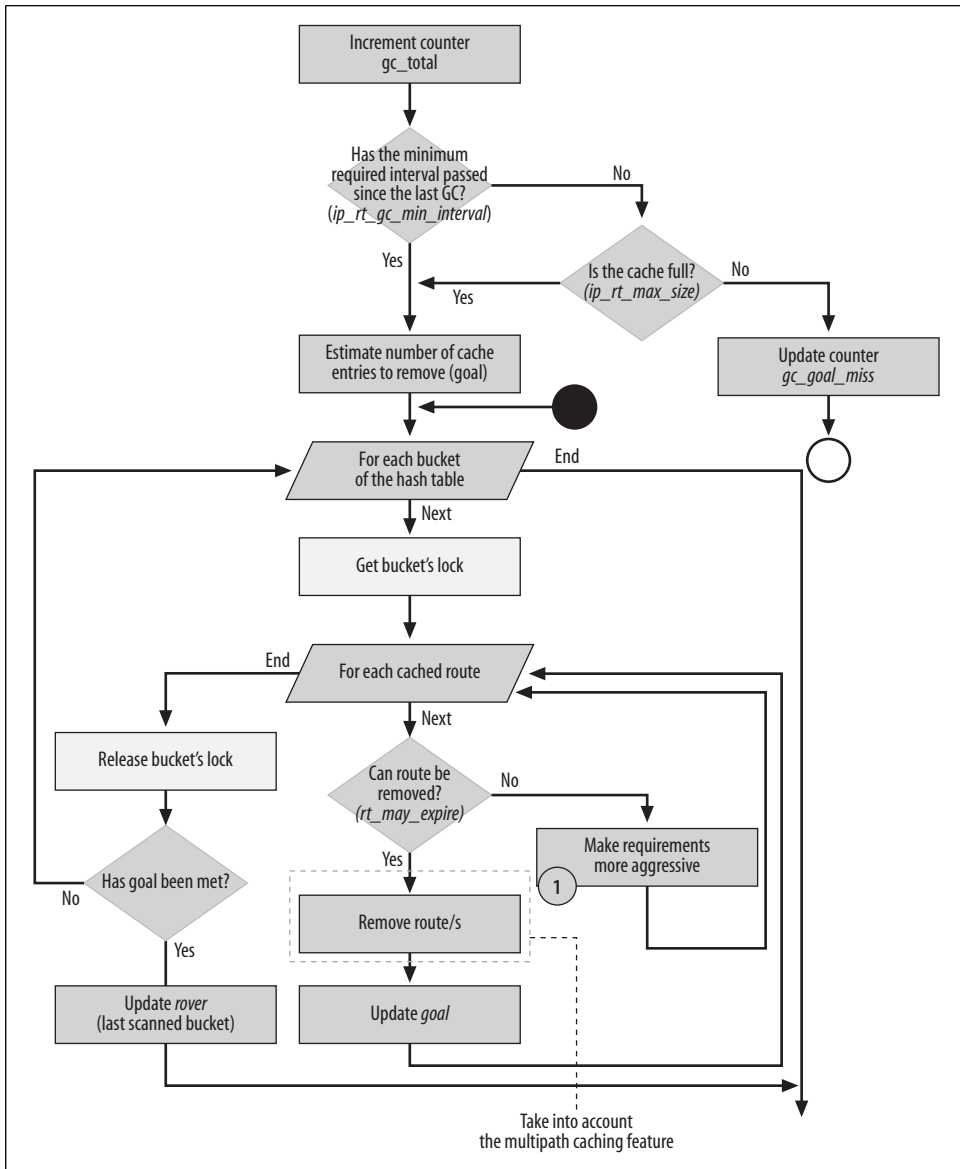 Increment counter
gc_total
Has the minimum
required interval passed
since the last GC?
(ip_rt_gc_min_interval)
No
Yes
Is the cache full?
(ip_rt_max_size)
No
Yes
Estimate number of cache
entries to remove (goal)
Update counter
gc_goal_miss
For each bucket
of the hash table
End
Next
Get bucket's lock
For each cached route
End
Next
Release bucket's lock
Can route be
removed?
(rt_may_expire)
No
Make requirements
more aggressive
1
Yes
Has goal been met?
No
Remove route/s
Yes
Update rover
(last scanned bucket)
Update goal
Take into account
the multipath caching feature